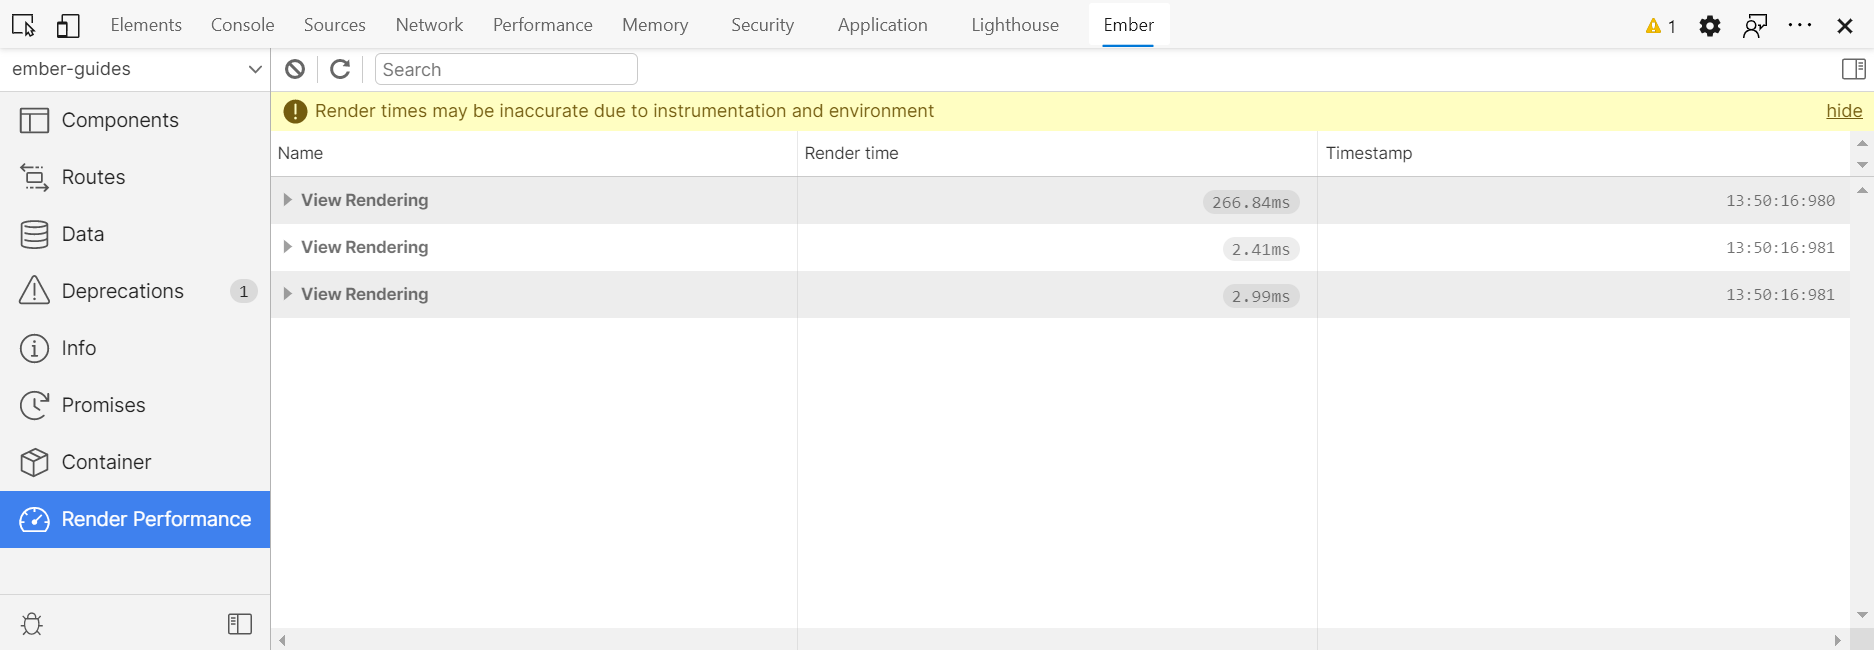 Elements Console Sources Network Performance Memory Security Application Lighthouse Ember 1
ember-guides Search
Render times may be inaccurate due to instrumentation and environment hide
Components
Routes
Data
Deprecations 1
Info
Promises
Container
Render Performance
Name Render time Timestamp
View Rendering 266.84ms 13:50:16:980
View Rendering 2.41ms 13:50:16:981
View Rendering 2.99ms 13:50:16:981